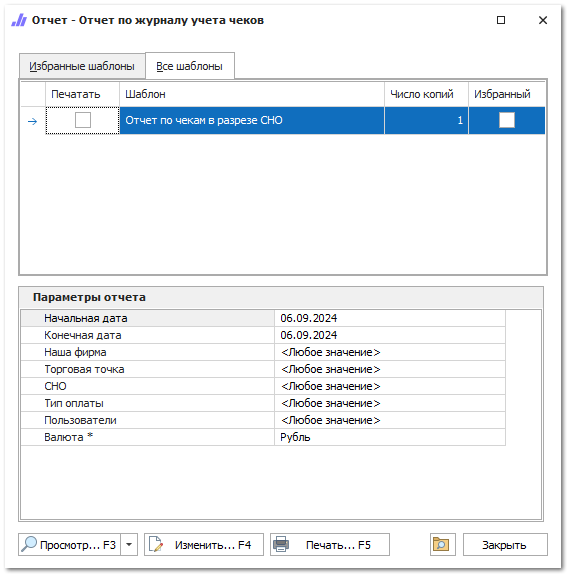 Отчет - Отчет по журналу учета чеков
Избранные шаблоны Все шаблоны
Печатать Шаблон Число копий Избранный
Отчет по чекам в разрезе СНО 1
Параметры отчета
Начальная дата 06.09.2024
Конечная дата 06.09.2024
Наша фирма <Любое значение>
Торговая точка <Любое значение>
СНО <Любое значение>
Тип оплаты <Любое значение>
Пользователи <Любое значение>
Валюта * Рубль
Просмотр... F3 Изменить... F4 Печать... F5 Закрыть